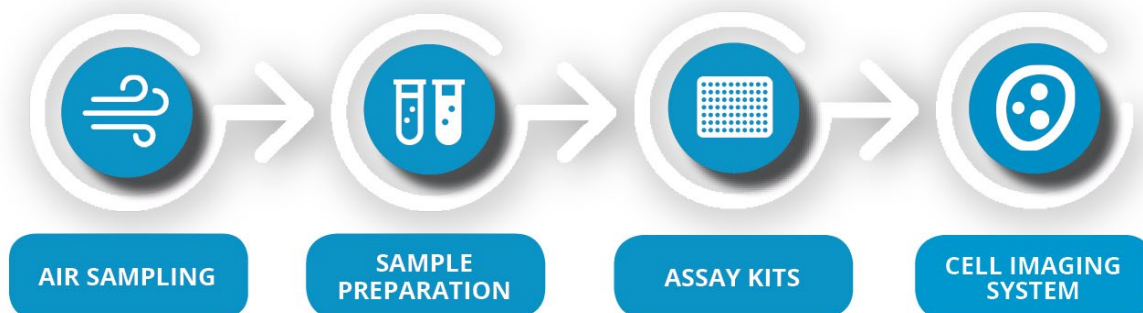 AIR SAMPLING
SAMPLE
PREPARATION
ASSAY KITS
CELL IMAGING
SYSTEM